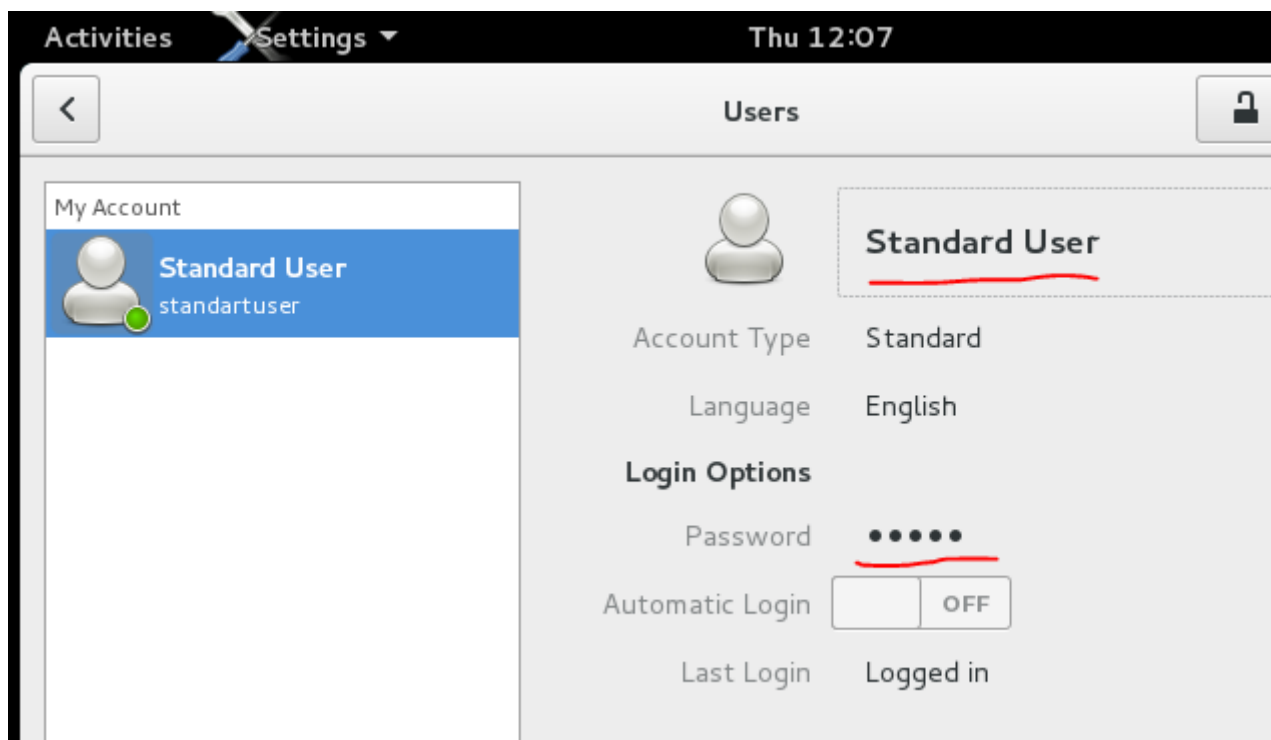 Activities Settings Thu 12:07
Users
My Account
Standard User
standartuser
Standard User
Account Type Standard
Language English
Login Options
Password •••••
Automatic Login OFF
Last Login Logged in